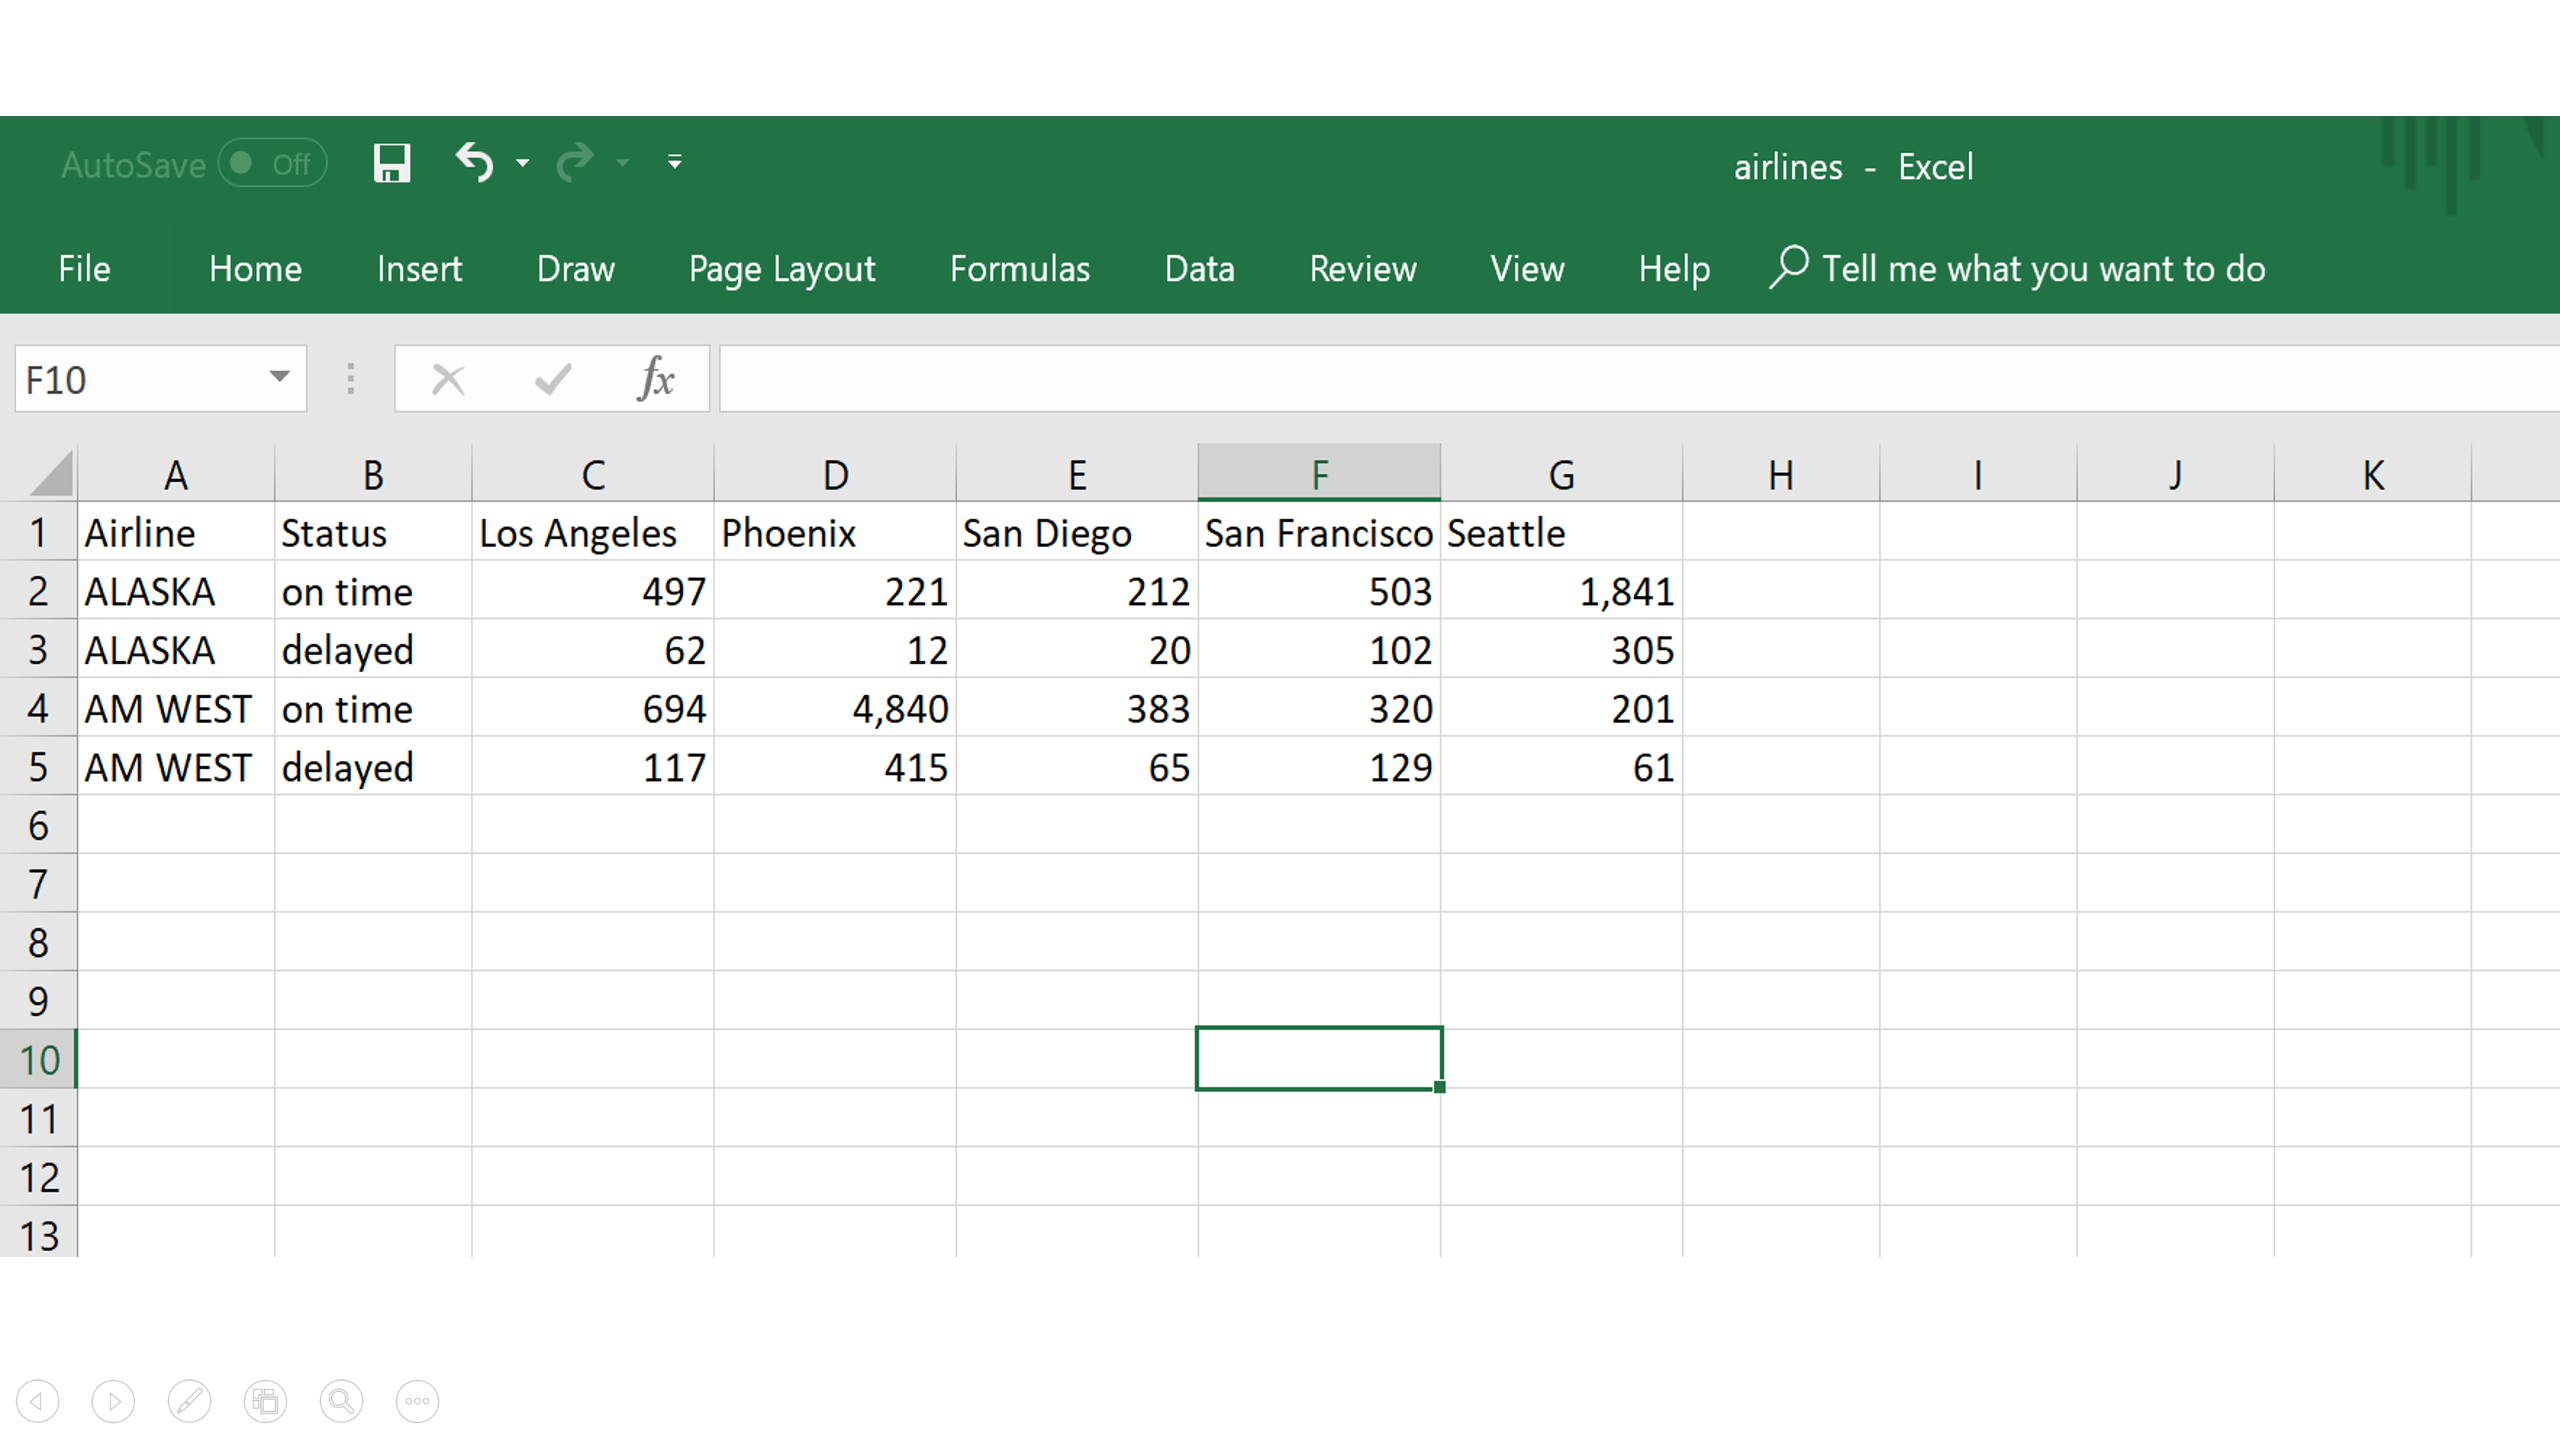 AutoSave Off airlines - Excel
File Home Insert Draw Page Layout Formulas Data Review View Help Tell me what you want to do
F10 fx
A B C D E F G H I J K
1 Airline Status Los Angeles Phoenix San Diego San Francisco Seattle
2 ALASKA on time 497 221 212 503 1,841
3 ALASKA delayed 62 12 20 102 305
4 AM WEST on time 694 4,840 383 320 201
5 AM WEST delayed 117 415 65 129 61
6
7
8
9
10
11
12
13